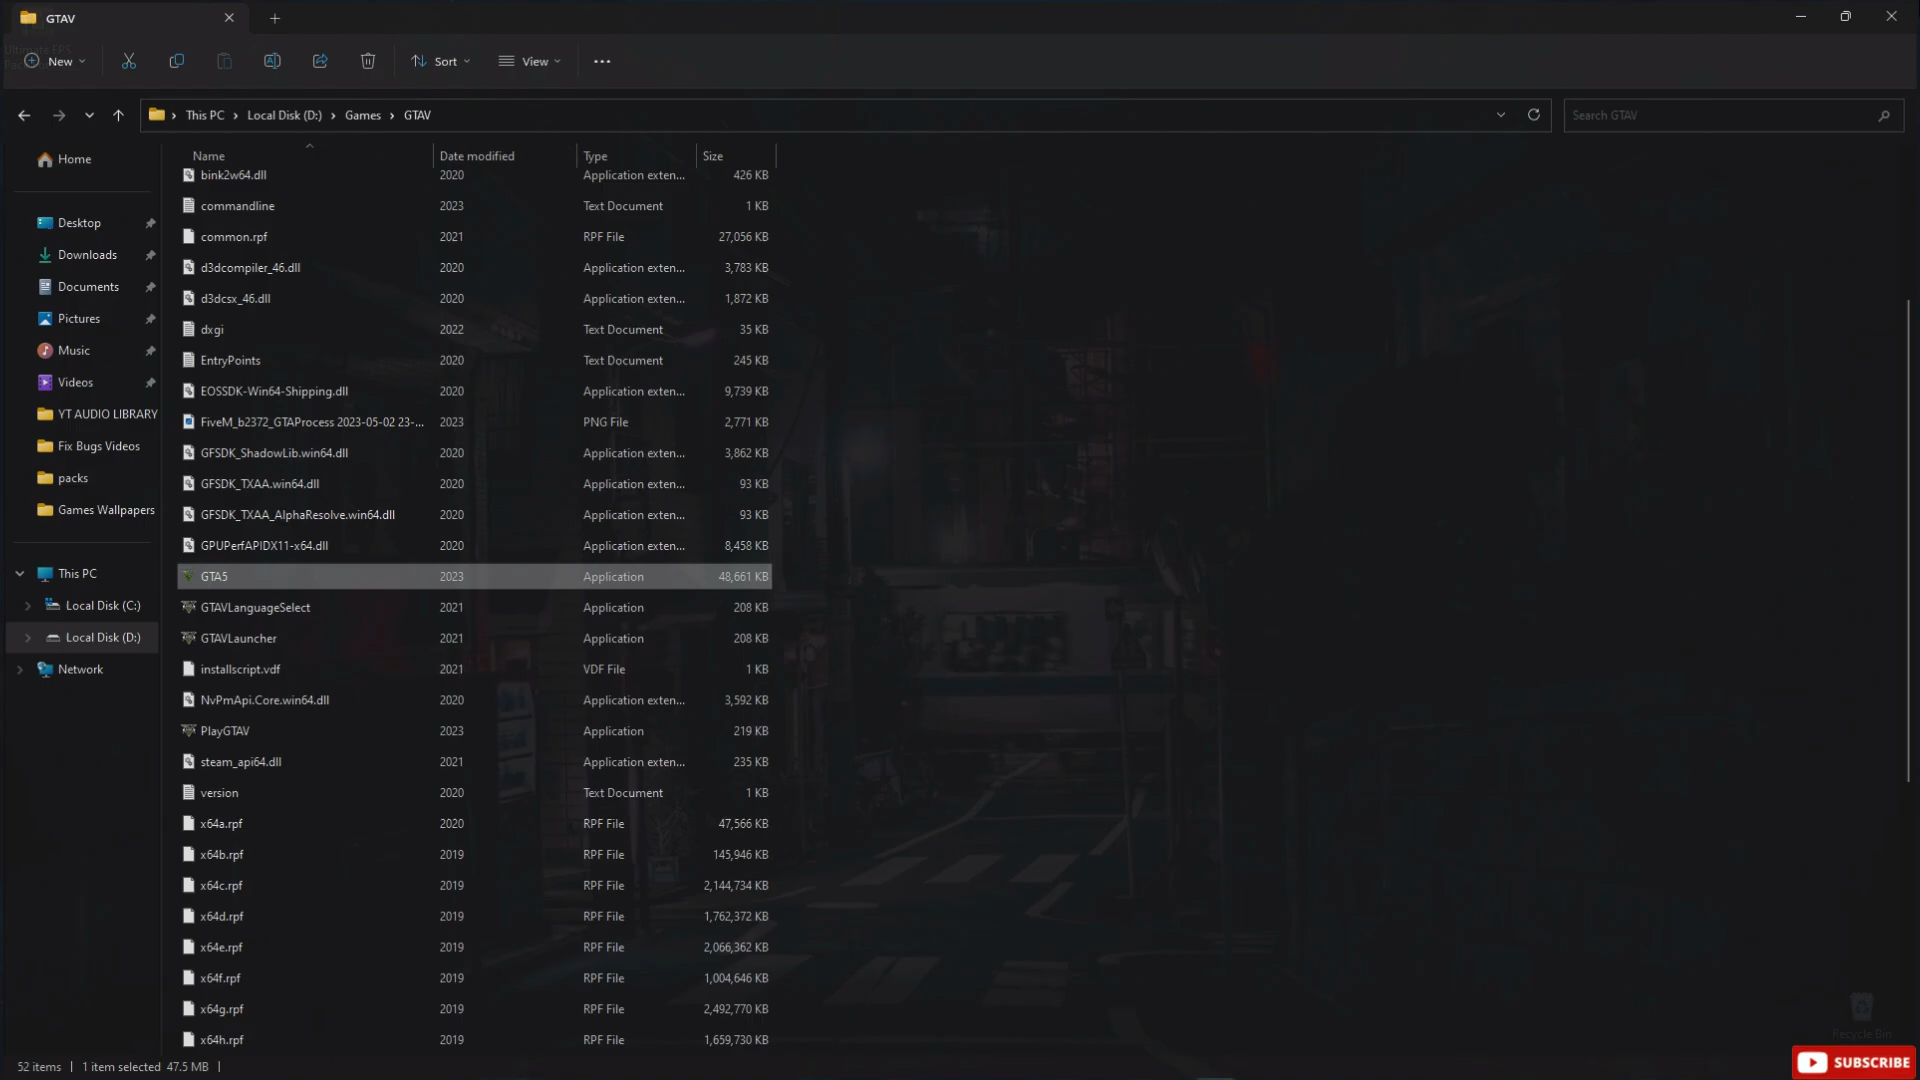 GTAV
Ultimate FPS
New
Sort
View
This PC
Local Disk (D:)
Games
GTAV
Search GTAV
Home
Desktop
Downloads
Documents
Pictures
Music
Videos
YT AUDIO LIBRARY
Fix Bugs Videos
packs
Games Wallpapers
This PC
Local Disk (C:)
Local Disk (D:)
Network
Name Date modified Type Size
bink2w64.dll 2020 Application exten... 426 KB
commandline 2023 Text Document 1 KB
common.rpf 2021 RPF File 27,056 KB
d3dcompiler_46.dll 2020 Application exten... 3,783 KB
d3dcsx_46.dll 2020 Application exten... 1,872 KB
dxgi 2022 Text Document 35 KB
EntryPoints 2020 Text Document 245 KB
EOSSDK-Win64-Shipping.dll 2020 Application exten... 9,739 KB
FiveM_b2372_GTAProcess 2023-05-02 23-... 2023 PNG File 2,771 KB
GFSDK_ShadowLib.win64.dll 2020 Application exten... 3,862 KB
GFSDK_TXAA.win64.dll 2020 Application exten... 93 KB
GFSDK_TXAA_AlphaResolve.win64.dll 2020 Application exten... 93 KB
GPUPerfAPIDX11-x64.dll 2020 Application exten... 8,458 KB
GTA5 2023 Application 48,661 KB
GTAVLanguageSelect 2021 Application 208 KB
GTAVLauncher 2021 Application 208 KB
installscript.vdf 2021 VDF File 1 KB
NvPmApi.Core.win64.dll 2020 Application exten... 3,592 KB
PlayGTAV 2023 Application 219 KB
steam_api64.dll 2021 Application exten... 235 KB
version 2020 Text Document 1 KB
x64a.rpf 2020 RPF File 47,566 KB
x64b.rpf 2019 RPF File 145,946 KB
x64c.rpf 2019 RPF File 2,144,734 KB
x64d.rpf 2019 RPF File 1,762,372 KB
x64e.rpf 2019 RPF File 2,066,362 KB
x64f.rpf 2019 RPF File 1,004,646 KB
x64g.rpf 2019 RPF File 2,492,770 KB
x64h.rpf 2019 RPF File 1,659,730 KB
Recycle Bin
52 items 1 item selected 47.5 MB
SUBSCRIBE